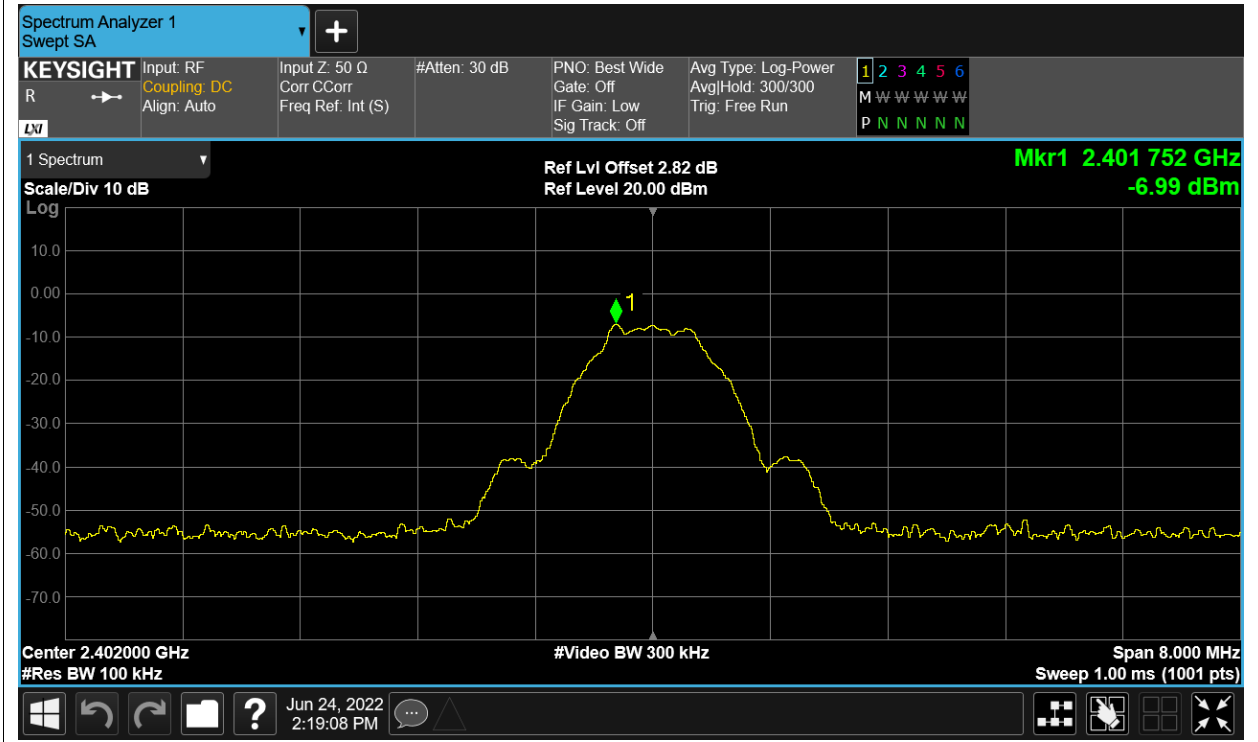 Spectrum Analyzer 1
Swept SA
KEYSIGHT
R
LXI
Input: RF
Coupling: DC
Align: Auto
Input Z: 50 Ω
Corr CCorr
Freq Ref: Int (S)
#Atten: 30 dB
PNO: Best Wide
Gate: Off
IF Gain: Low
Sig Track: Off
Avg Type: Log-Power
Avg|Hold: 300/300
Trig: Free Run
1 2 3 4 5 6
M W W W W W
P N N N N N
1 Spectrum
Scale/Div 10 dB
Log
Ref Lvl Offset 2.82 dB
Ref Level 20.00 dBm
Mkr1 2.401 752 GHz
-6.99 dBm
10.0
0.00
-10.0
-20.0
-30.0
-40.0
-50.0
-60.0
-70.0
1
Center 2.402000 GHz
#Res BW 100 kHz
#Video BW 300 kHz
Span 8.000 MHz
Sweep 1.00 ms (1001 pts)
?
Jun 24, 2022
2:19:08 PM